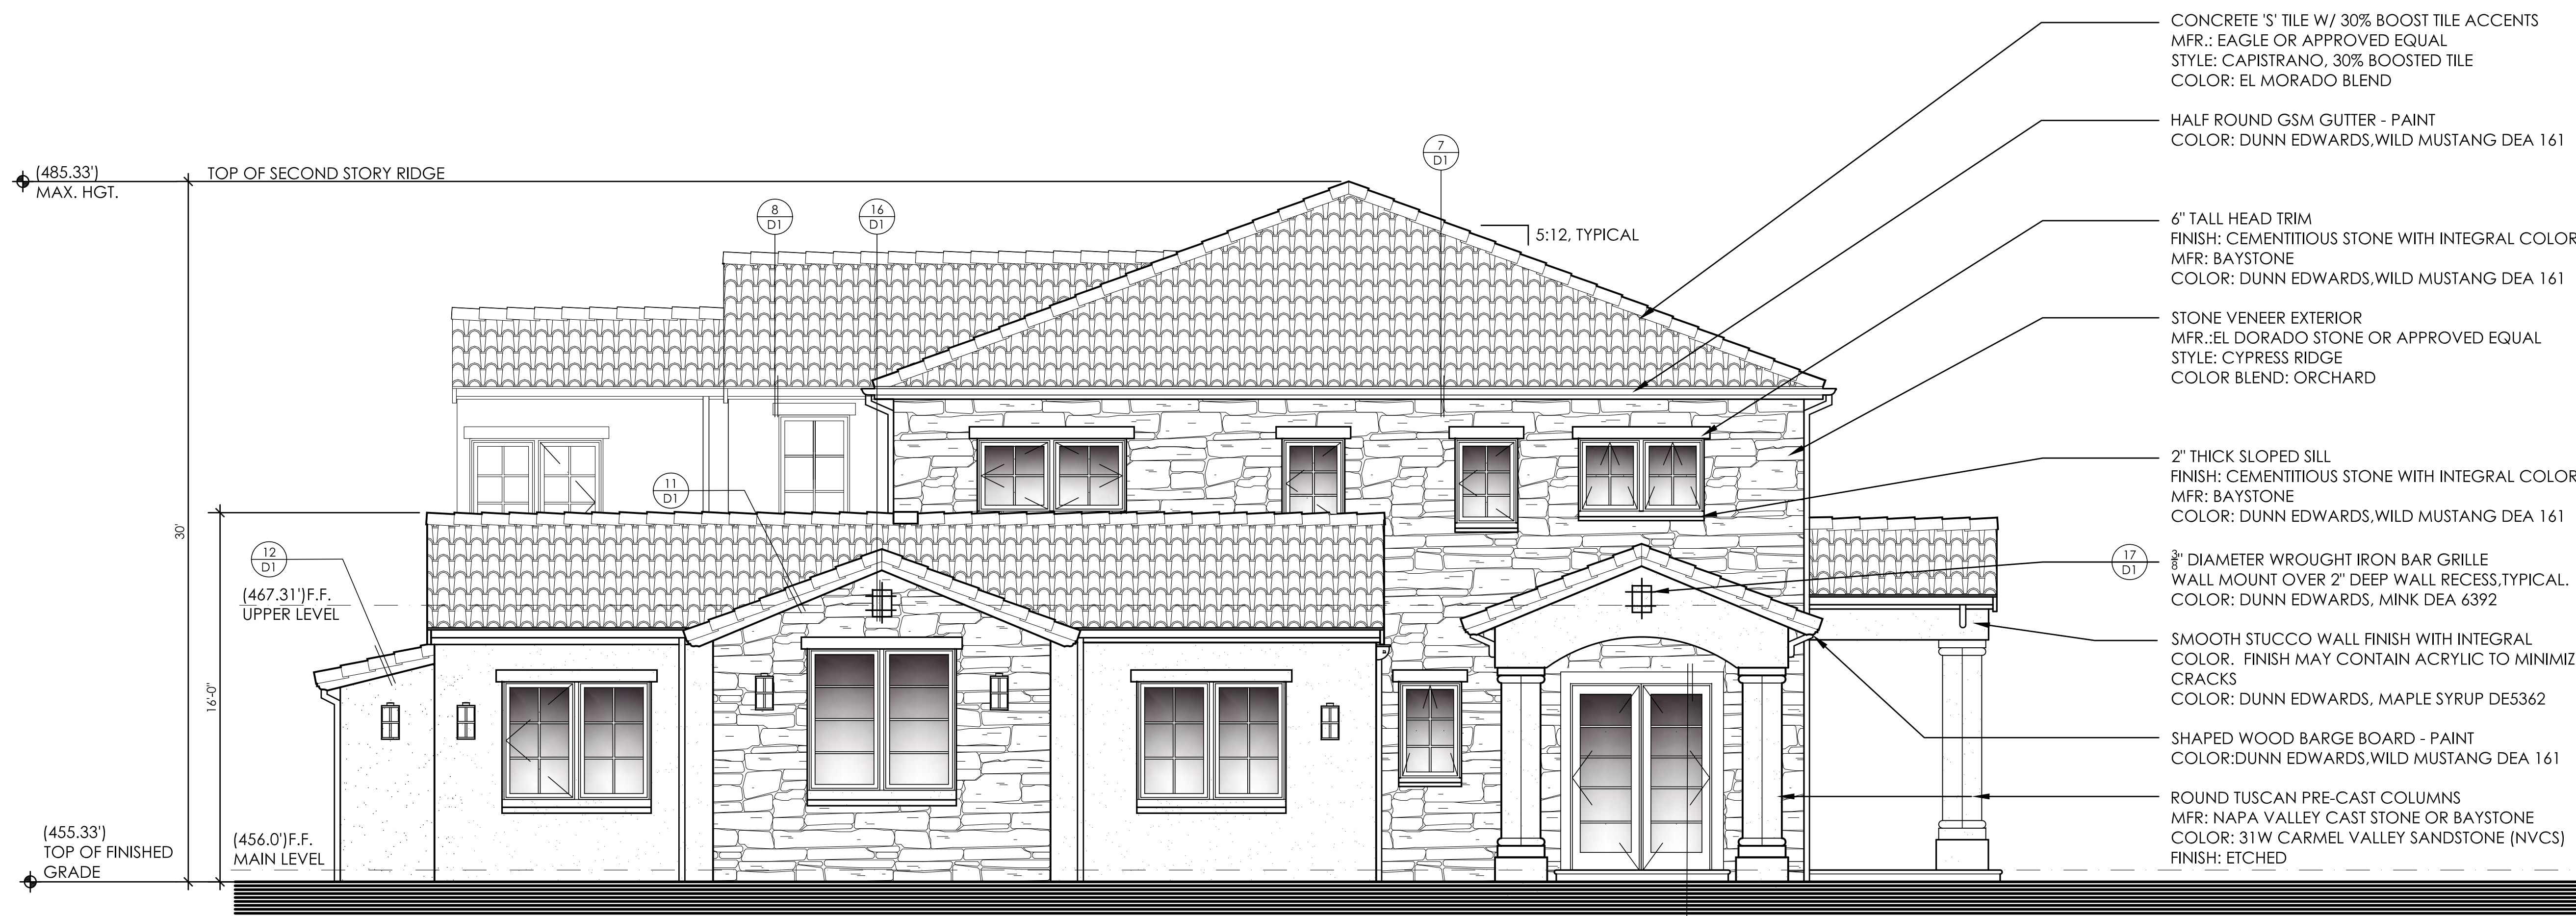 CONCRETE 'S' TILE W/ 30% BOOST TILE ACCENTS
MFR.: EAGLE OR APPROVED EQUAL
STYLE: CAPISTRANO, 30% BOOSTED TILE
COLOR: EL MORADO BLEND
HALF ROUND GSM GUTTER - PAINT
COLOR: DUNN EDWARDS,WILD MUSTANG DEA 161
7
D1
(485.33')
MAX. HGT.
TOP OF SECOND STORY RIDGE
8
D1
16
D1
5:12, TYPICAL
6" TALL HEAD TRIM
FINISH: CEMENTITIOUS STONE WITH INTEGRAL COLOR
MFR: BAYSTONE
COLOR: DUNN EDWARDS,WILD MUSTANG DEA 161
STONE VENEER EXTERIOR
MFR.:EL DORADO STONE OR APPROVED EQUAL
STYLE: CYPRESS RIDGE
COLOR BLEND: ORCHARD
2" THICK SLOPED SILL
FINISH: CEMENTITIOUS STONE WITH INTEGRAL COLOR
MFR: BAYSTONE
COLOR: DUNN EDWARDS,WILD MUSTANG DEA 161
11
D1
30'
12
D1
17
D1
3/8" DIAMETER WROUGHT IRON BAR GRILLE
WALL MOUNT OVER 2" DEEP WALL RECESS,TYPICAL.
COLOR: DUNN EDWARDS, MINK DEA 6392
(467.31')F.F.
UPPER LEVEL
16'-0"
SMOOTH STUCCO WALL FINISH WITH INTEGRAL
COLOR. FINISH MAY CONTAIN ACRYLIC TO MINIMIZ
CRACKS
COLOR: DUNN EDWARDS, MAPLE SYRUP DE5362
SHAPED WOOD BARGE BOARD - PAINT
COLOR:DUNN EDWARDS,WILD MUSTANG DEA 161
ROUND TUSCAN PRE-CAST COLUMNS
MFR: NAPA VALLEY CAST STONE OR BAYSTONE
COLOR: 31W CARMEL VALLEY SANDSTONE (NVCS)
FINISH: ETCHED
(455.33')
TOP OF FINISHED
GRADE
(456.0')F.F.
MAIN LEVEL